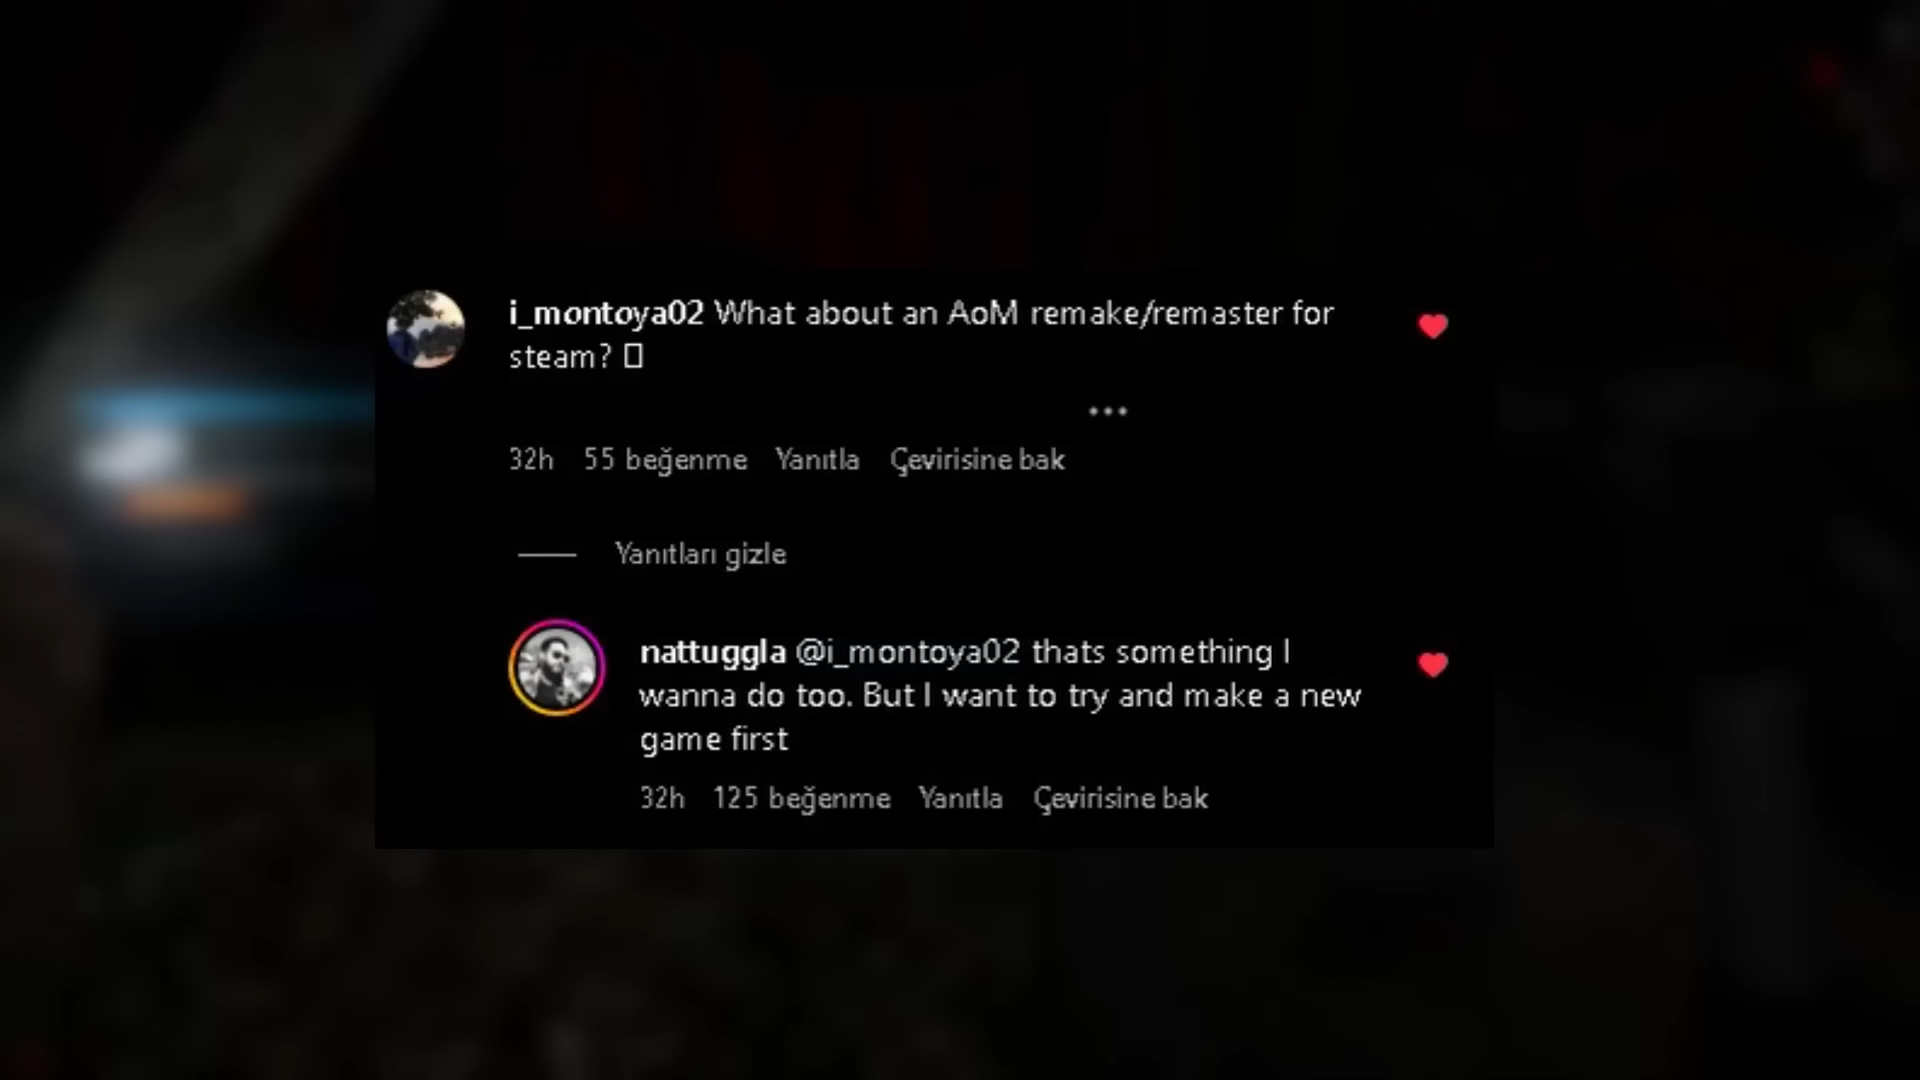 i_montoya02 What about an AoM remake/remaster for
steam? 
32h 55 beğenme Yanıtla Çevirisine bak
Yanıtları gizle
nattuggla @i_montoya02 thats something I
wanna do too. But I want to try and make a new
game first
32h 125 beğenme Yanıtla Çevirisine bak